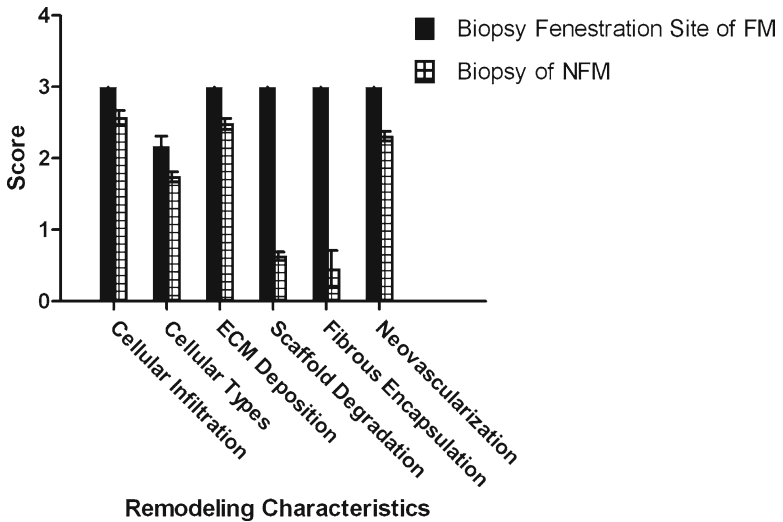 Biopsy Fenestration Site of FM
Biopsy of NFM
Score
4
3
2
1
0
Cellular Infiltration
Cellular Types
ECM Deposition
Scaffold Degradation
Fibrous Encapsulation
Neovascularization
Remodeling Characteristics